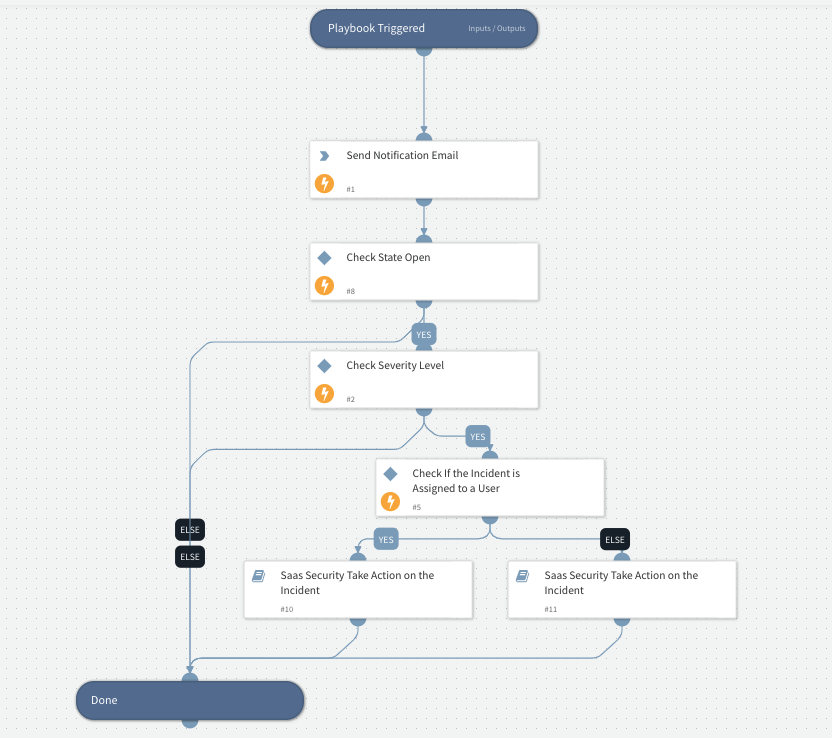 Playbook Triggered
Inputs / Outputs
Send Notification Email
#1
Check State Open
#8
YES
Check Severity Level
#2
YES
Check If the Incident is
Assigned to a User
#5
ELSE
ELSE
YES
ELSE
Saas Security Take Action on the
Incident
#10
Saas Security Take Action on the
Incident
#11
Done